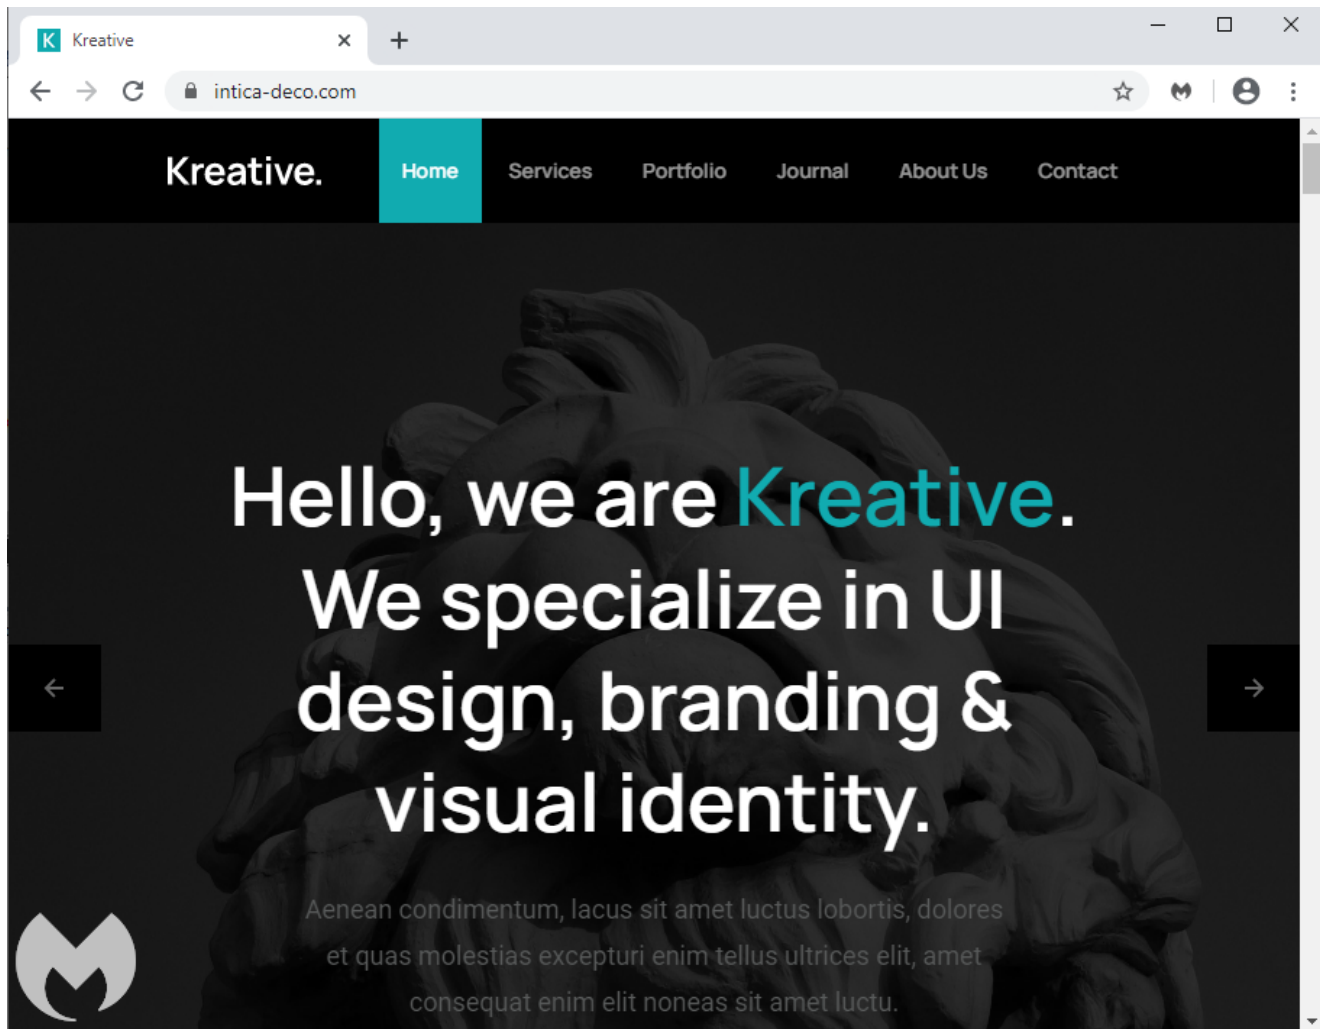 K Kreative
intica-deco.com
Kreative.
Home Services Portfolio Journal About Us Contact
Hello, we are Kreative.
We specialize in UI
design, branding &
visual identity.
Aenean condimentum, lacus sit amet luctus lobortis, dolores
et quas molestias excepturi enim tellus ultrices elit, amet
consequat enim elit noneas sit amet luctu.